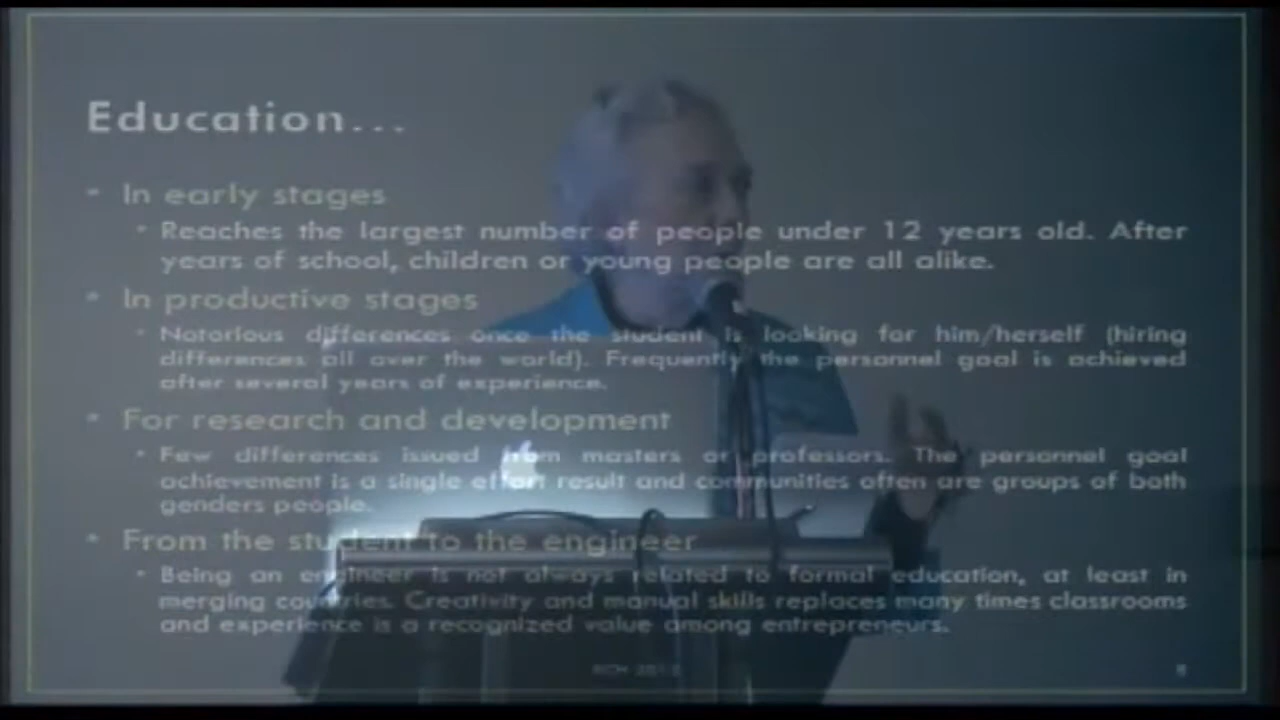 Education...
In early stages
Reaches the largest number of people under 12 years old. After
years of school, children or young people are all alike.
In productive stages
Notorious differences once the student is looking for him/herself (hiring
differences all over the world). Frequently the personnel goal is achieved
after several years of experience.
For research and development
Few differences issued from masters or professors. The personnel goal
achievement is a single effort result and communities often are groups of both
genders people.
From the student to the engineer
Being an engineer is not always related to formal education, at least in
merging countries. Creativity and manual skills replaces many times classrooms
and experience is a recognized value among entrepreneurs.